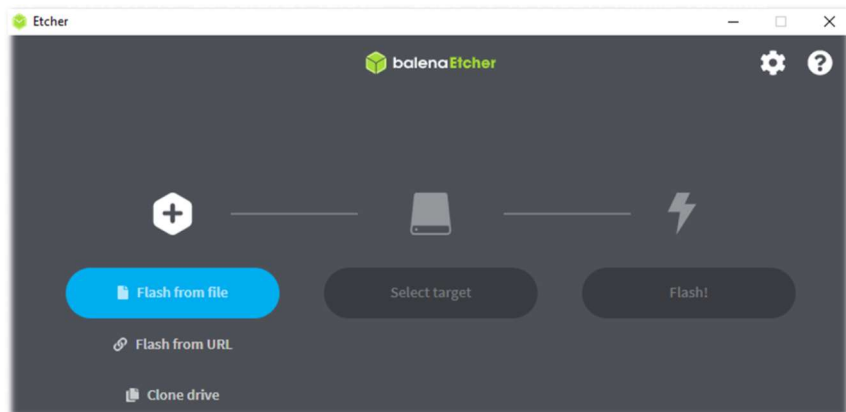 Etcher
balenaEtcher
Flash from file
Select target
Flash!
Flash from URL
Clone drive